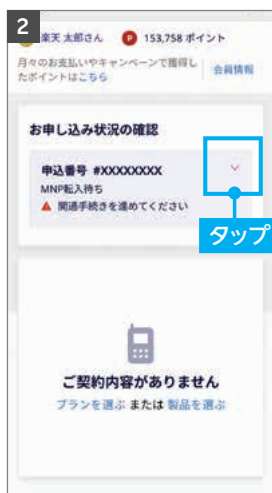 2
楽天 太郎さん P 153,758 ポイント
月々のお支払いやキャンペーンで獲得し
たポイントはこちら
会員情報
お申し込み状況の確認
申込番号 #XXXXXXXX
MNP転入待ち
開通手続きを進めてください
タップ
ご契約内容がありません
プランを選ぶ または 製品を選ぶ